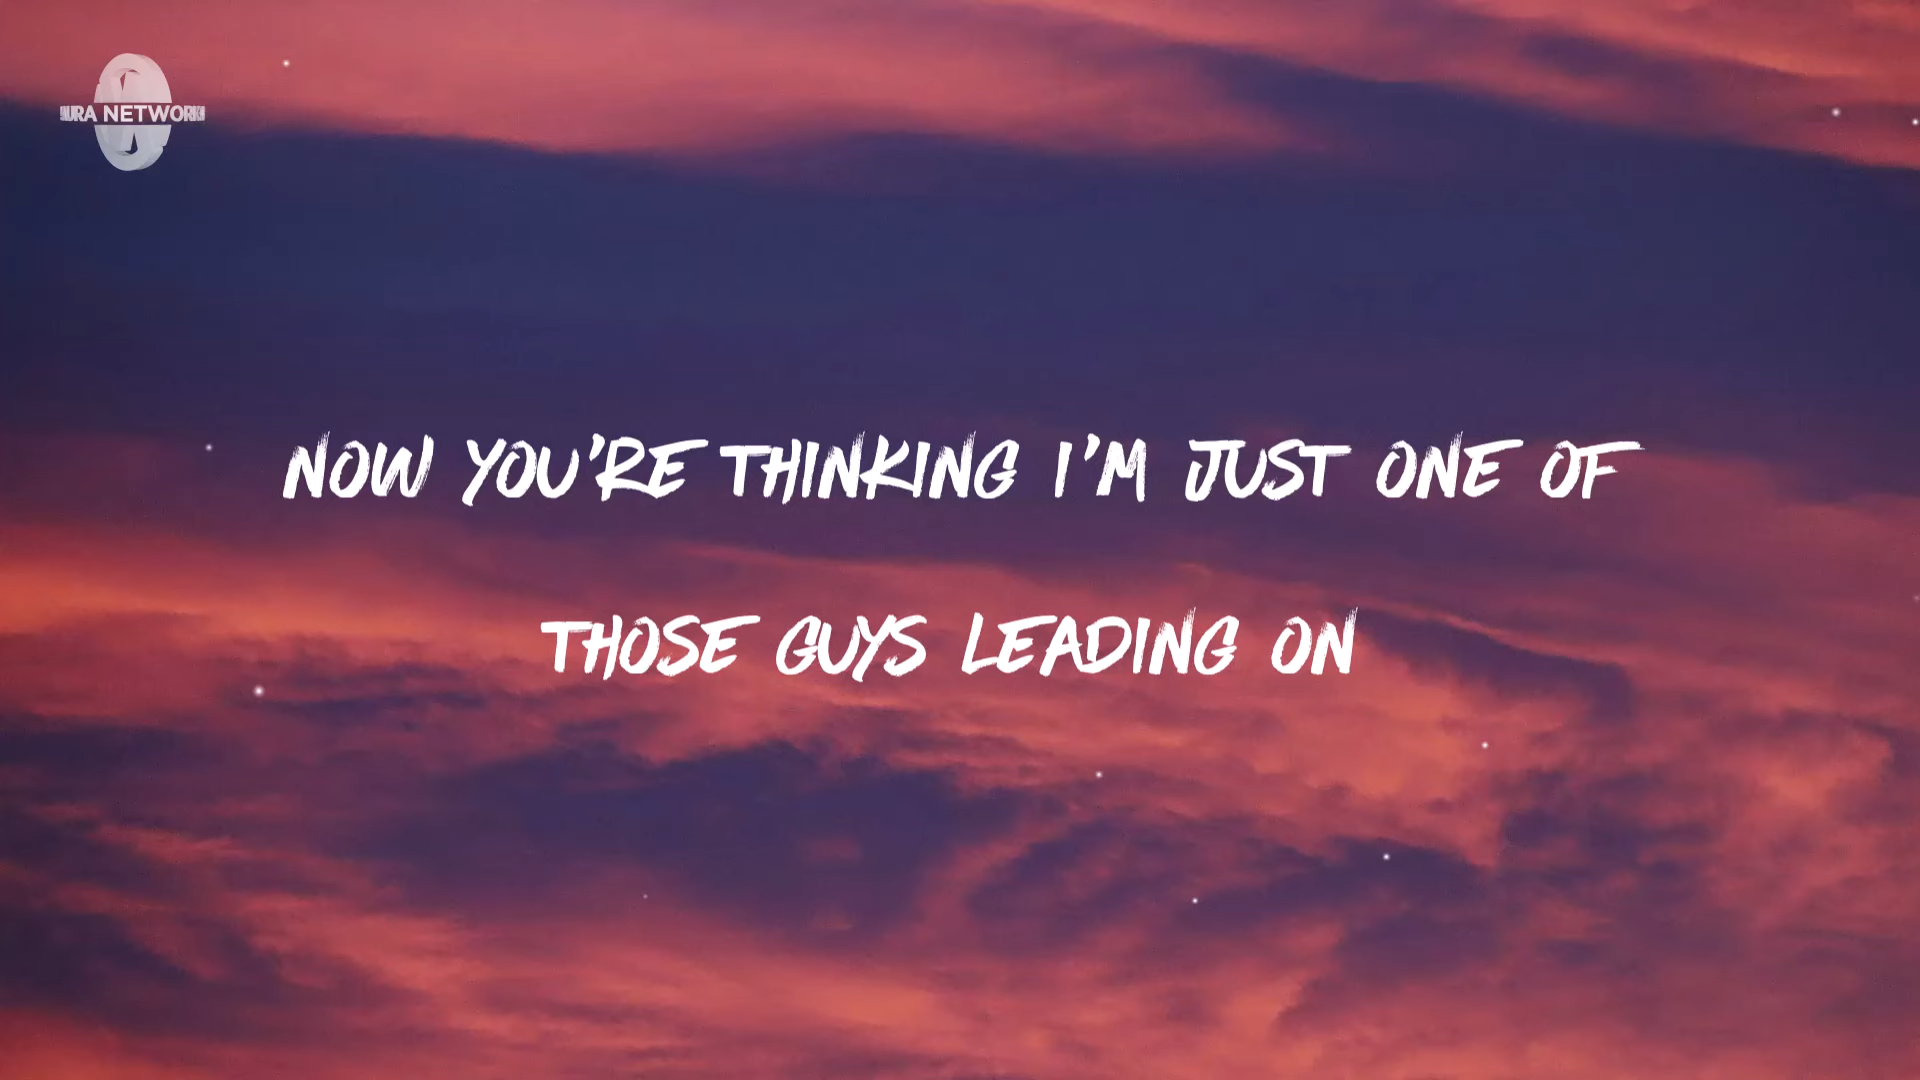 URA NETWORK
NOW YOU'RE THINKING I'M JUST ONE OF
THOSE GUYS LEADING ON